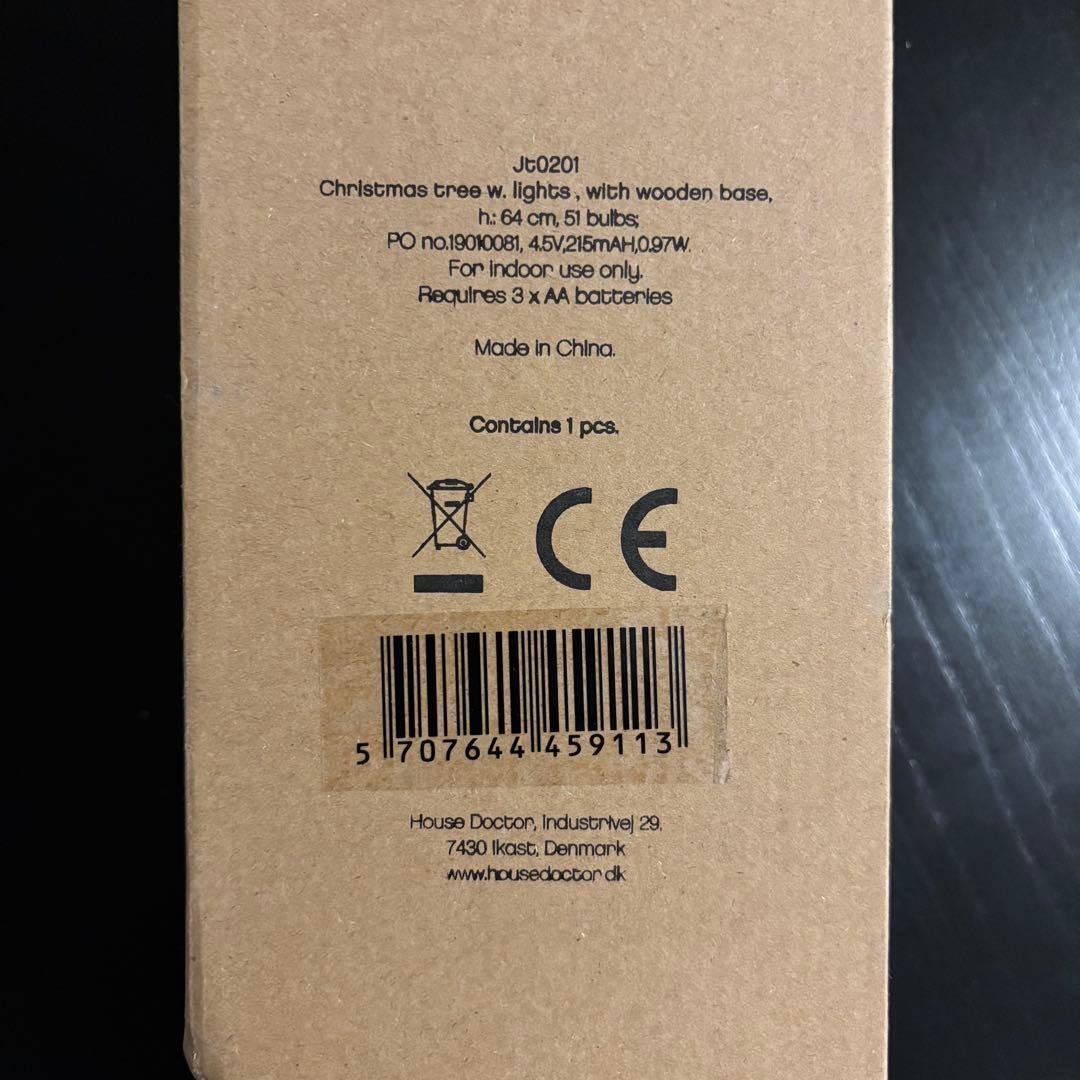 Jt0201
Christmas tree w. lights , with wooden base,
h.: 64 cm, 51 bulbs;
PO no.19010081, 4.5V,215mAH,0.97W.
For indoor use only.
Requires 3 x AA batteries
Made in China.
Contains 1 pcs.
CE
5 707644 459113
House Doctor, Industrivej 29,
7430 Ikast, Denmark
www.housedoctor.dk